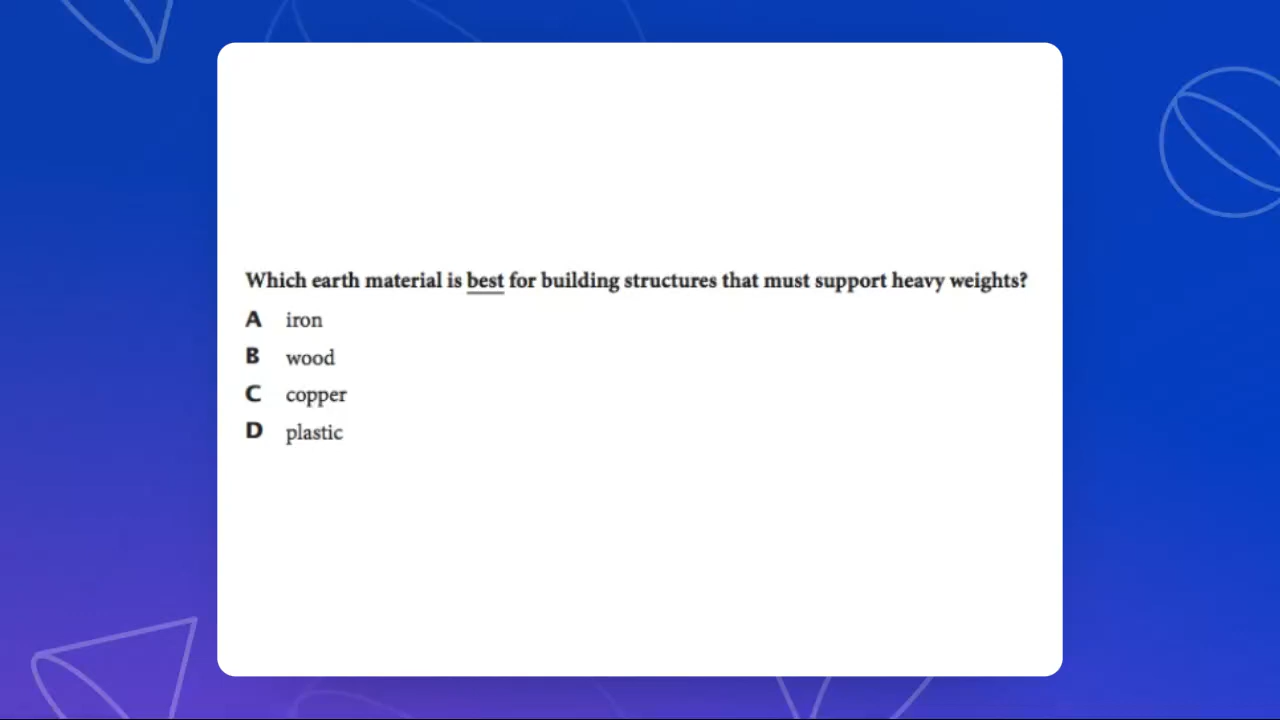 Which earth material is best for building structures that must support heavy weights?
A iron
B wood
C copper
D plastic